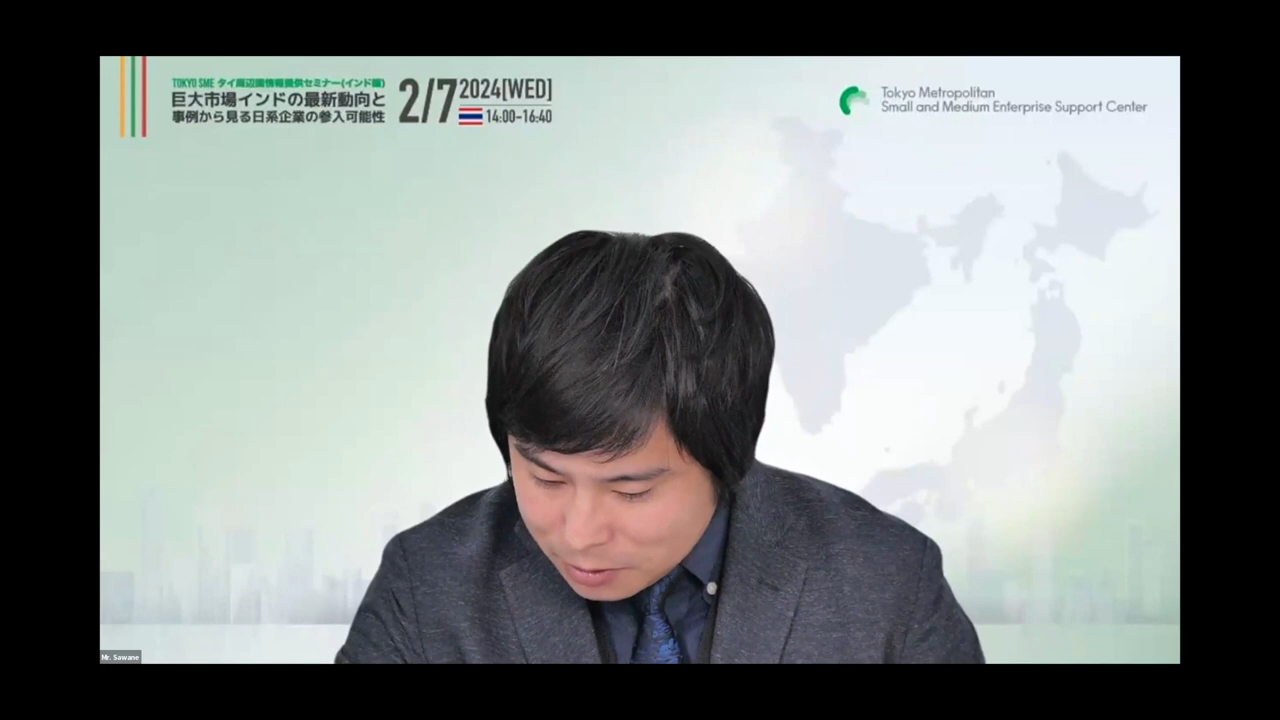 TOKYO SME タイ周辺国情報提供セミナー(インド編)
巨大市場インドの最新動向と
事例から見る日系企業の参入可能性
2/7 2024[WED]
14:00-16:40
Tokyo Metropolitan
Small and Medium Enterprise Support Center
Mr. Sawane